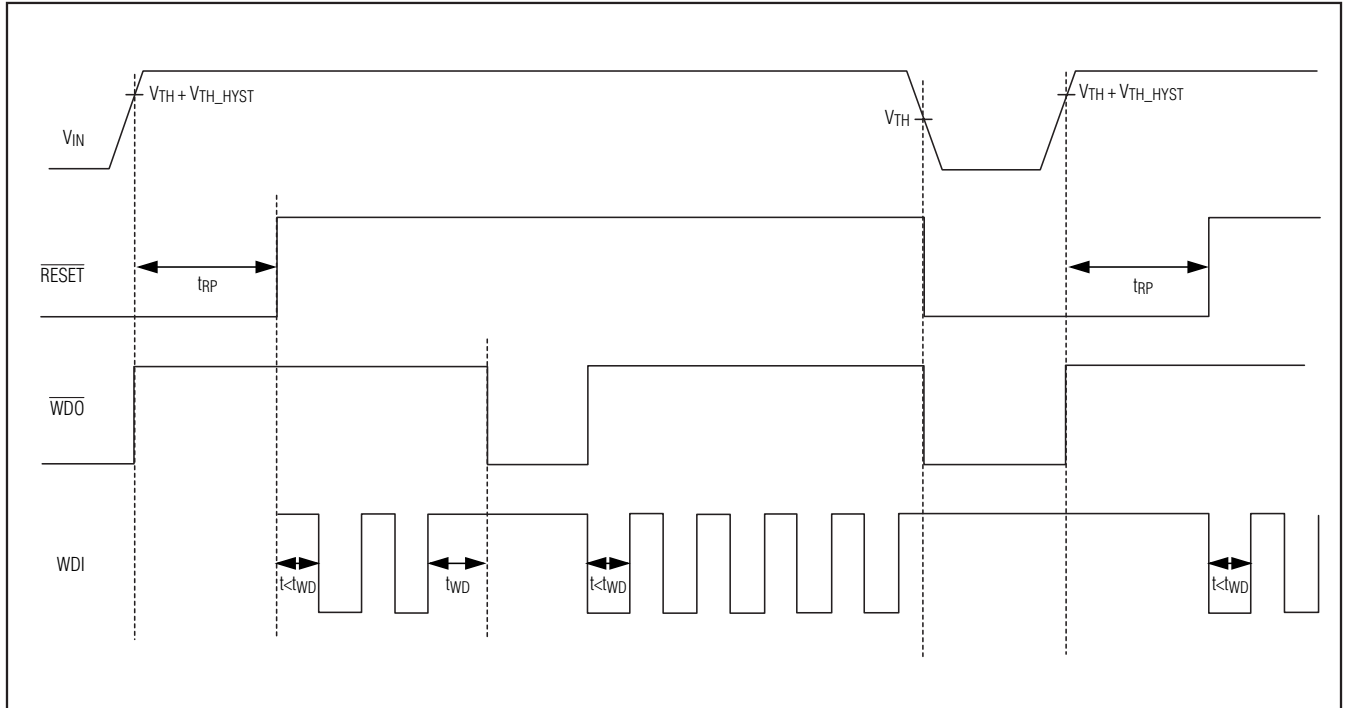 VTH + VTH_HYST
VTH + VTH_HYST
VTH
VIN
RESET
tRP
tRP
WDO
WDI
t<tWD
tWD
t<tWD
t<tWD